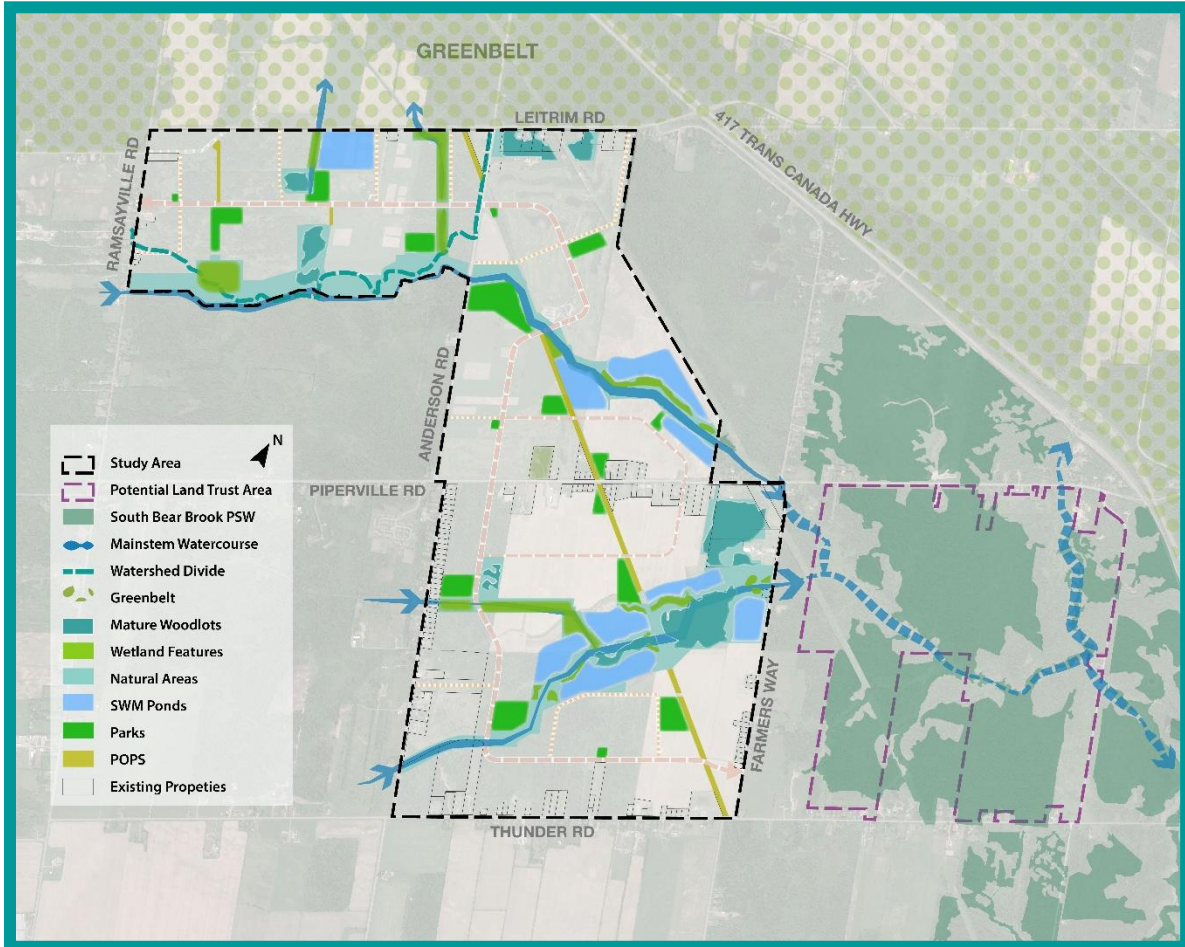 GREENBELT
LEITRIM RD
417 TRANS CANADA HWY
RAMSAYVILLE RD
ANDERSON RD
N
Study Area
Potential Land Trust Area
South Bear Brook PSW
Mainstem Watercourse
Watershed Divide
Greenbelt
Mature Woodlots
Wetland Features
Natural Areas
SWM Ponds
Parks
POPS
Existing Propeties
PIPERVILLE RD
FARMERS WAY
THUNDER RD